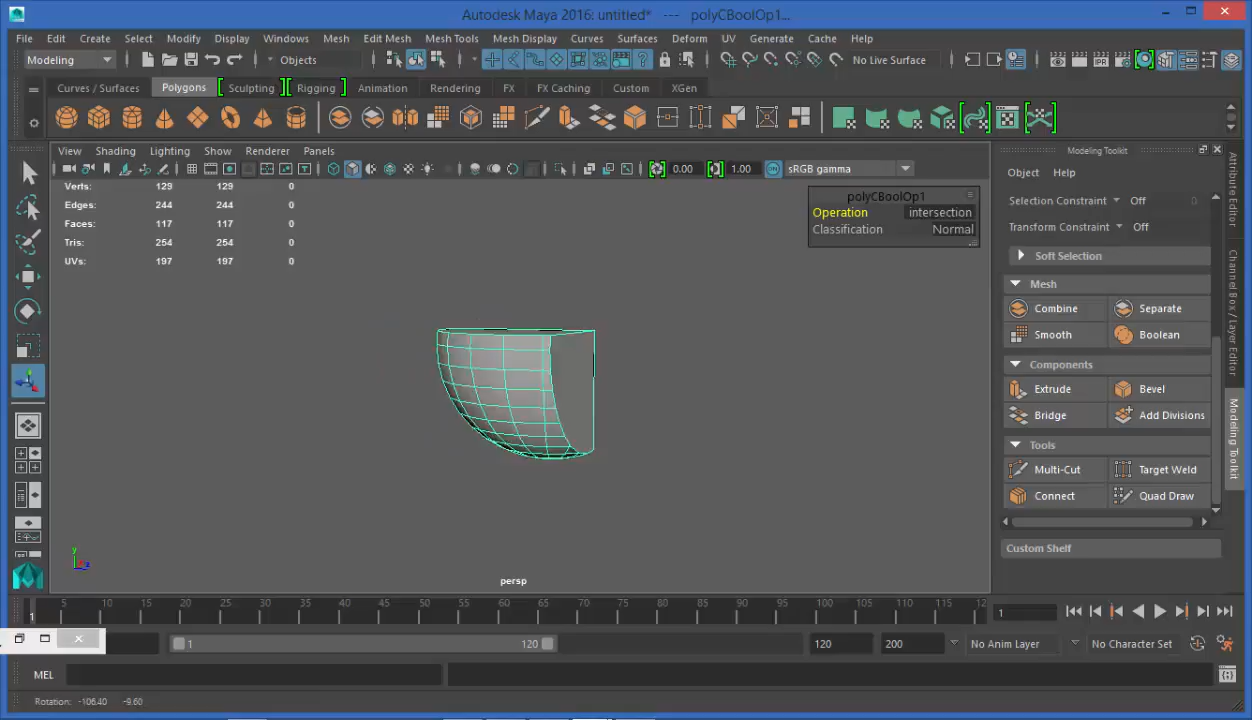 Autodesk Maya 2016: untitled* --- polyCBoolOp1...
File Edit Create Select Modify Display Windows Mesh Edit Mesh Mesh Tools Mesh Display Curves Surfaces Deform UV Generate Cache Help
Modeling Objects No Live Surface
Curves / Surfaces Polygons Sculpting Rigging Animation Rendering FX FX Caching Custom XGen
View Shading Lighting Show Renderer Panels
0.00 1.00 sRGB gamma
Verts: 129 129 0
Edges: 244 244 0
Faces: 117 117 0
Tris: 254 254 0
UVs: 197 197 0
polyCBoolOp1
Operation intersection
Classification Normal
persp
Modeling Toolkit
Object Help
Selection Constraint Off 0
Transform Constraint Off
Soft Selection
Mesh
Combine Separate
Smooth Boolean
Components
Extrude Bevel
Bridge Add Divisions
Tools
Multi-Cut Target Weld
Connect Quad Draw
Custom Shelf
Attribute Editor
Channel Box / Layer Editor
Modeling Toolkit
1 5 10 15 20 25 30 35 40 45 50 55 60 65 70 75 80 85 90 95 100 105 110 115 12 1
1 120 120 200 No Anim Layer No Character Set
MEL
Rotation: -106.40 -9.60